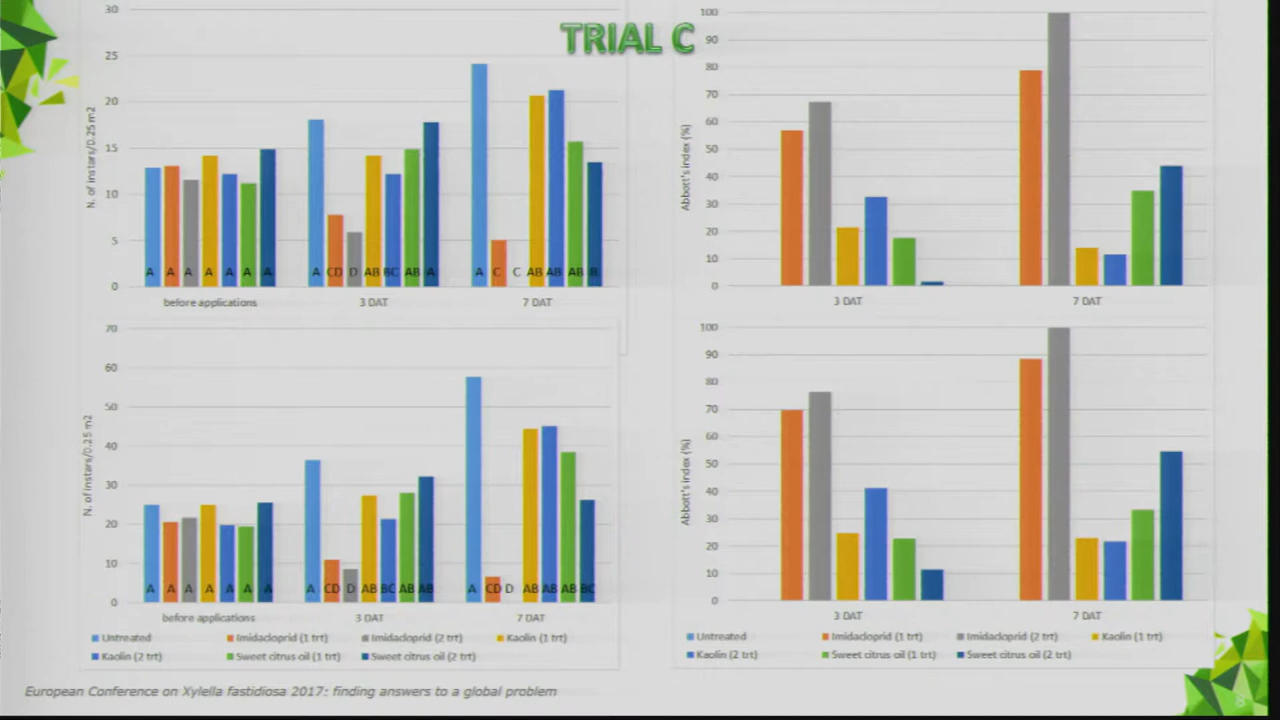 TRIAL C
30
25
20
15
10
5
0
N. of instars/0.25 m2
A A A A A A A
A CD D AB BC AB A
A C C AB AB AB B
before applications 3 DAT 7 DAT
100
90
80
70
60
50
40
30
20
10
0
Abbott's index (%)
3 DAT 7 DAT
70
60
50
40
30
20
10
0
N. of instars/0.25 m2
A A A A A A A
A CD D AB BC AB AB
A CD D AB AB AB BC
before applications 3 DAT 7 DAT
Untreated Imidacloprid (1 trt) Imidacloprid (2 trt) Kaolin (1 trt)
Kaolin (2 trt) Sweet citrus oil (1 trt) Sweet citrus oil (2 trt)
100
90
80
70
60
50
40
30
20
10
0
Abbott's index (%)
3 DAT 7 DAT
Untreated Imidacloprid (1 trt) Imidacloprid (2 trt) Kaolin (1 trt)
Kaolin (2 trt) Sweet citrus oil (1 trt) Sweet citrus oil (2 trt)
European Conference on Xylella fastidiosa 2017: finding answers to a global problem
8